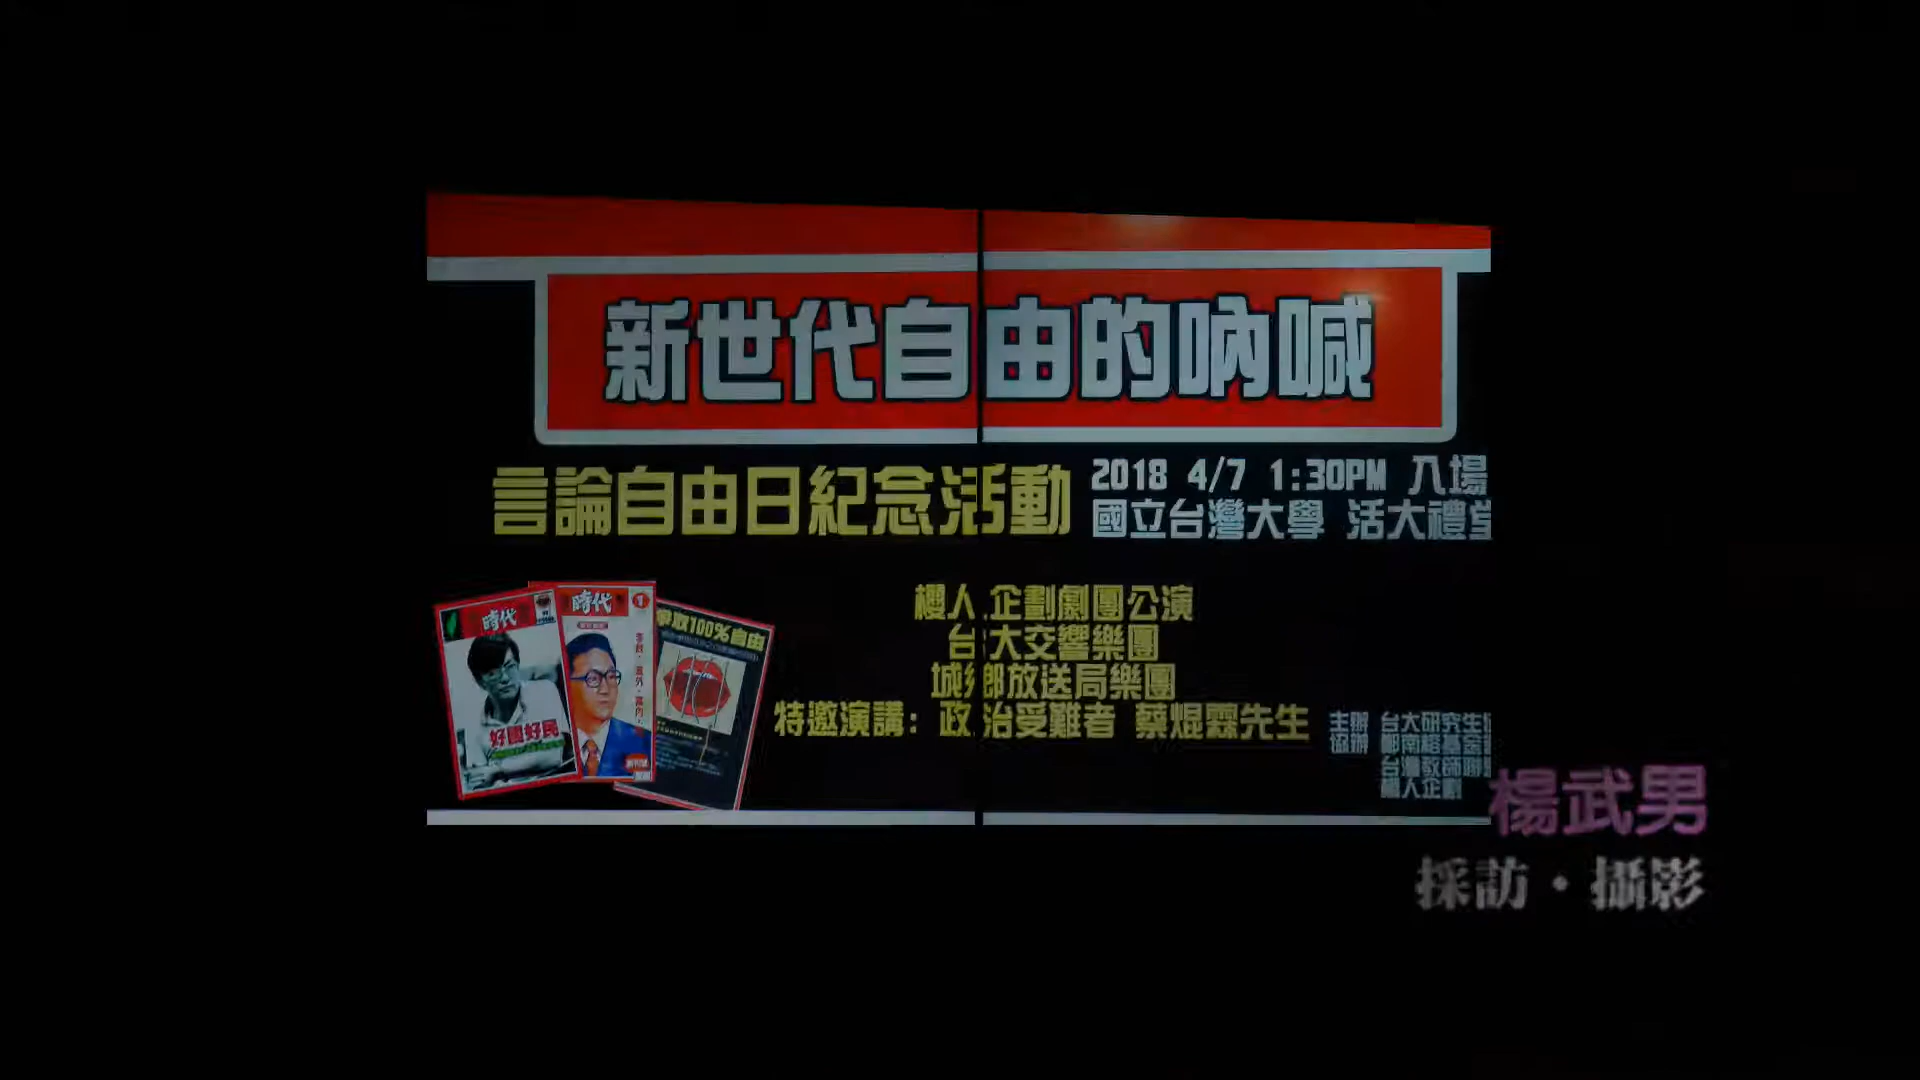 新世代自由的吶喊
言論自由日紀念活動
2018 4/7 1:30PM 入場
國立台灣大學 活大禮堂
櫻人企劃劇團公演
台大交響樂團
城鄉放送局樂團
特邀演講：政治受難者 蔡焜霖先生
主辦 台大研究生
協辦 鄭南榕基金
台灣教師聯
櫻人企劃
時代
好國好民
時代
1
爭取100%自由
楊武男
採訪・攝影